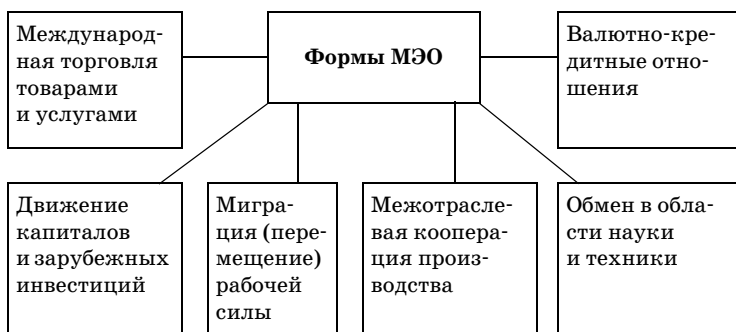 Международ-
ная торговля
товарами
и услугами
Формы МЭО
Валютно-кре-
дитные отно-
шения
Движение
капиталов
и зарубежных
инвестиций
Мигра-
ция (пере-
мещение)
рабочей
силы
Межотрасле-
вая коопера-
ция произ-
водства
Обмен в обла-
сти науки
и техники